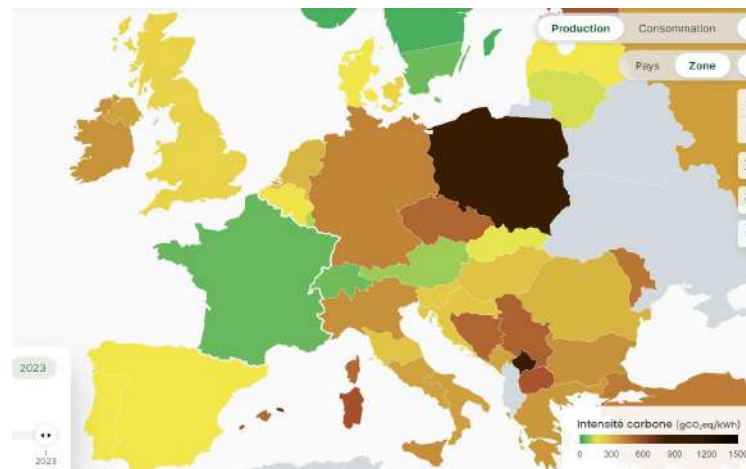 Production Consommation
Pays Zone
2023
2023
Intensité carbone (gCO₂eq/kWh)
0 300 600 900 1200 1500